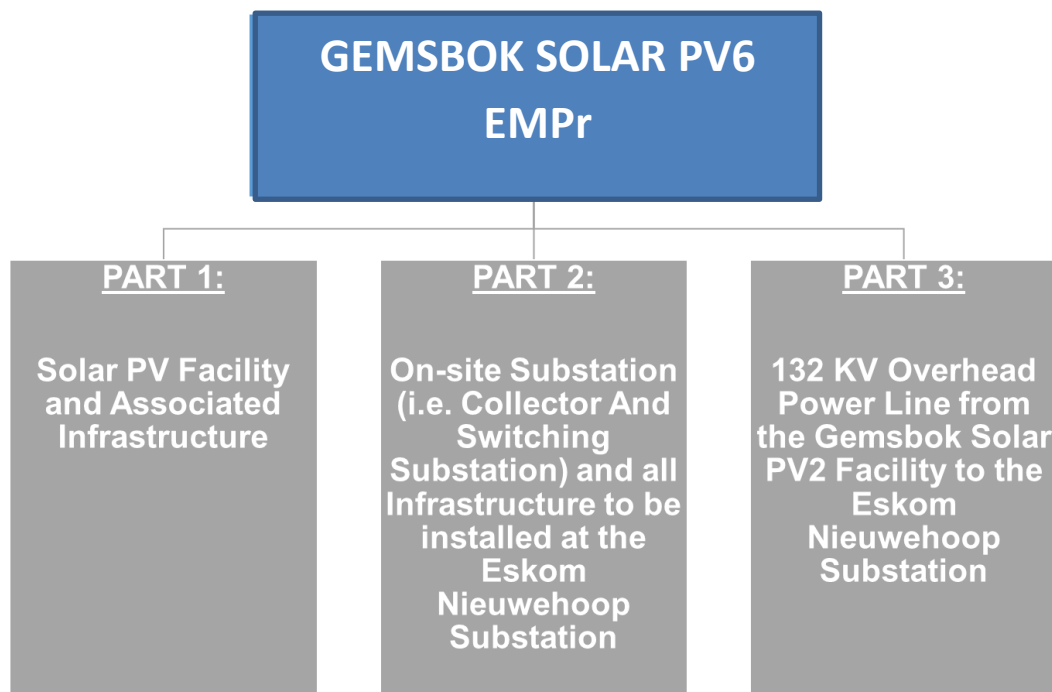 GEMSBOK SOLAR PV6
EMPr
PART 1:
Solar PV Facility
and Associated
Infrastructure
PART 2:
On-site Substation
(i.e. Collector And
Switching
Substation) and all
Infrastructure to be
installed at the
Eskom
Nieuwehoop
Substation
PART 3:
132 KV Overhead
Power Line from
the Gemsbok Solar
PV2 Facility to the
Eskom
Nieuwehoop
Substation